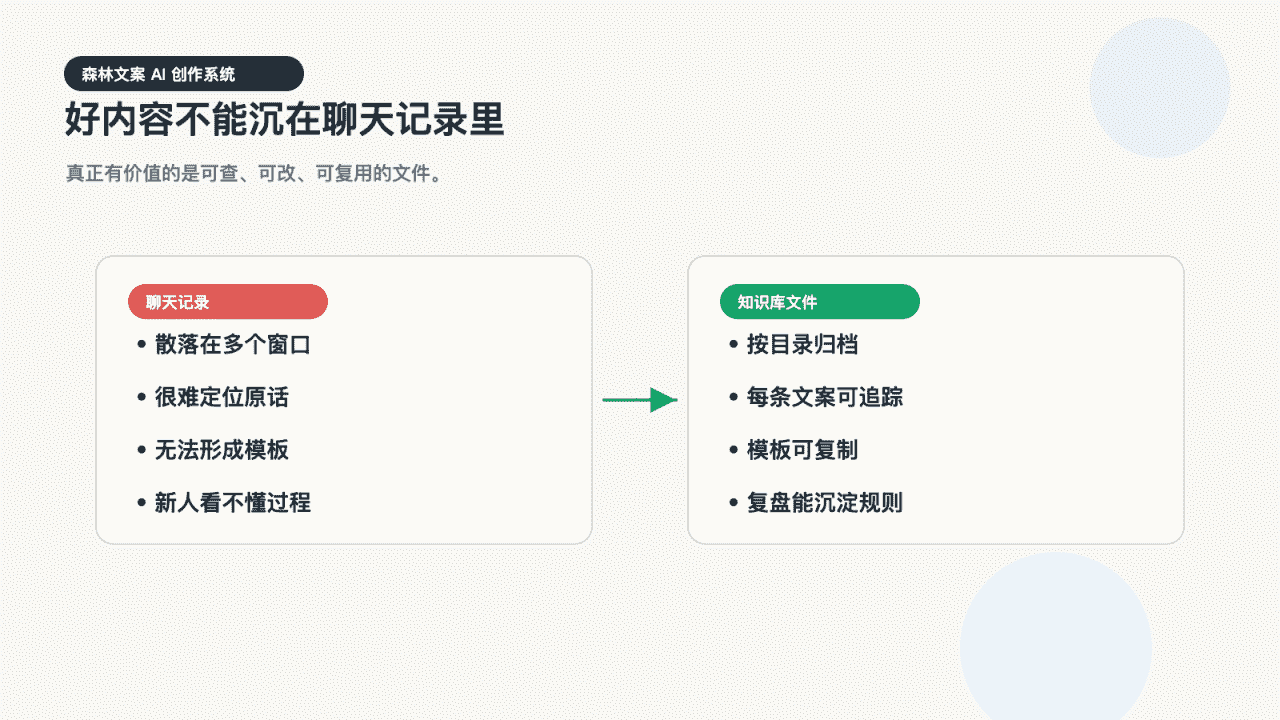 森林文案 AI 创作系统
好内容不能沉在聊天记录里
真正有价值的是可查、可改、可复用的文件。
聊天记录
• 散落在多个窗口
• 很难定位原话
• 无法形成模板
• 新人看不懂过程
知识库文件
• 按目录归档
• 每条文案可追踪
• 模板可复制
• 复盘能沉淀规则